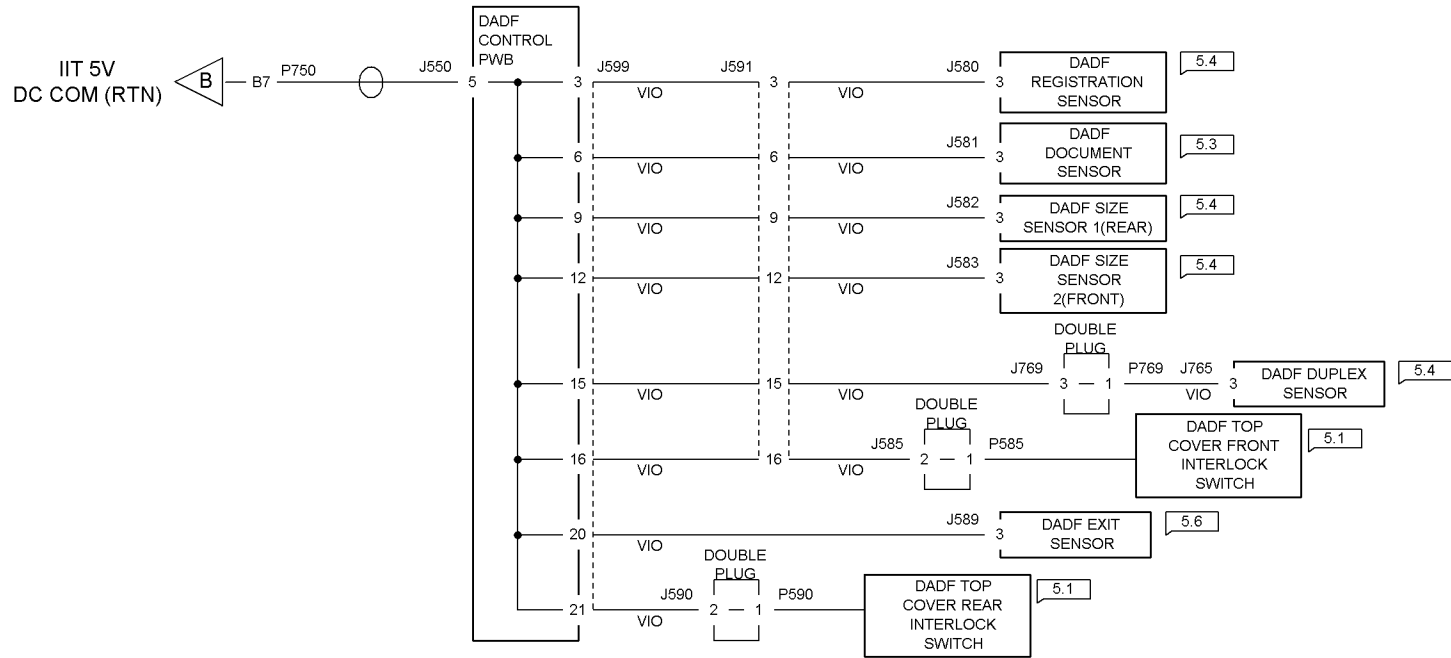 DADF
CONTROL
PWB
IIT 5V
DC COM (RTN)
B
B7
P750
J550
5
3
J599
VIO
J591
3
VIO
J580
3
DADF
REGISTRATION
SENSOR
5.4
6
VIO
6
VIO
J581
3
DADF
DOCUMENT
SENSOR
5.3
9
VIO
9
VIO
J582
3
DADF SIZE
SENSOR 1(REAR)
5.4
12
VIO
12
VIO
J583
3
DADF SIZE
SENSOR
2(FRONT)
5.4
15
VIO
15
VIO
J769
DOUBLE
PLUG
3
1
P769
J765
VIO
3
DADF DUPLEX
SENSOR
5.4
16
VIO
16
VIO
J585
DOUBLE
PLUG
2
1
P585
DADF TOP
COVER FRONT
INTERLOCK
SWITCH
5.1
20
VIO
J589
3
DADF EXIT
SENSOR
5.6
21
VIO
J590
DOUBLE
PLUG
2
1
P590
DADF TOP
COVER REAR
INTERLOCK
SWITCH
5.1